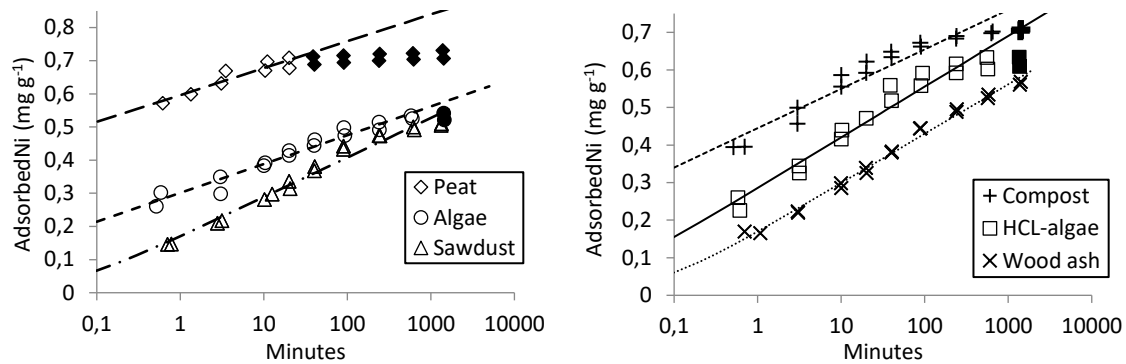 AdsorbedNi (mg g⁻¹)
0,8
0,7
0,6
0,5
0,4
0,3
0,2
0,1
0
Peat
Algae
Sawdust
0,1 1 10 100 1000 10000
Minutes
AdsorbedNi (mg g⁻¹)
0,7
0,6
0,5
0,4
0,3
0,2
0,1
0
Compost
HCL-algae
Wood ash
0,1 1 10 100 1000 10000
Minutes